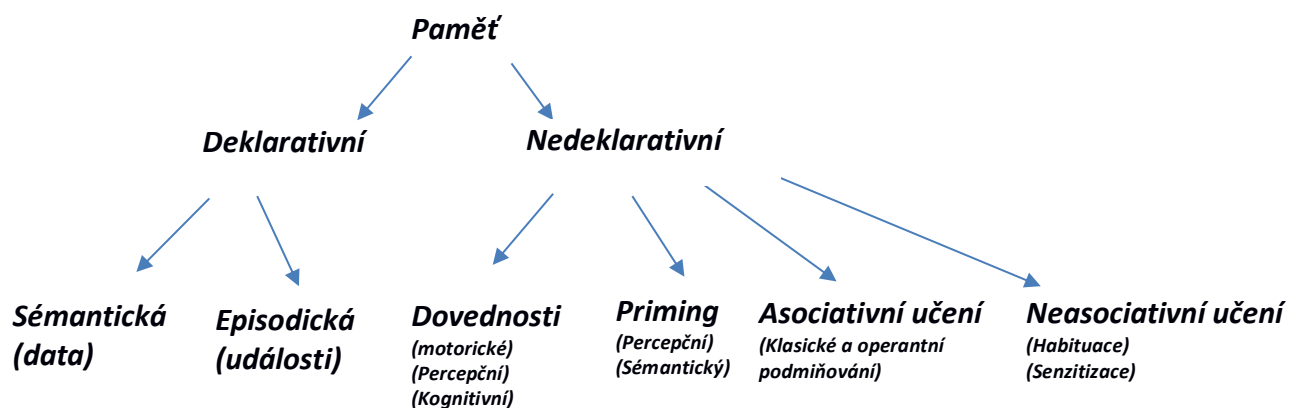 Paměť
Deklarativní
Nedeklarativní
Sémantická
(data)
Episodická
(události)
Dovednosti
(motorické)
(Percepční)
(Kognitivní)
Priming
(Percepční)
(Sémantický)
Asociativní učení
(Klasické a operantní
podmiňování)
Neasociativní učení
(Habituace)
(Senzitizace)